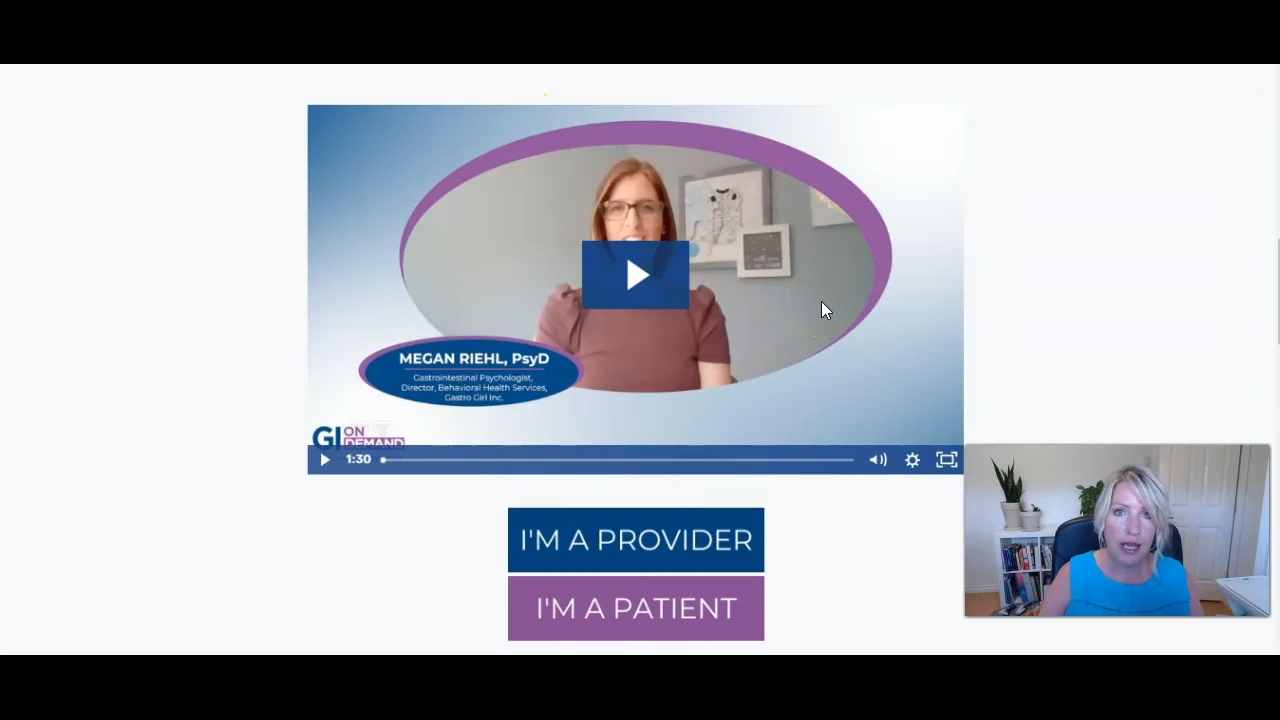 MEGAN RIEHL, PsyD
Gastrointestinal Psychologist,
Director, Behavioral Health Services,
Gastro Girl Inc.
GI ON
DEMAND
1:30
I'M A PROVIDER
I'M A PATIENT